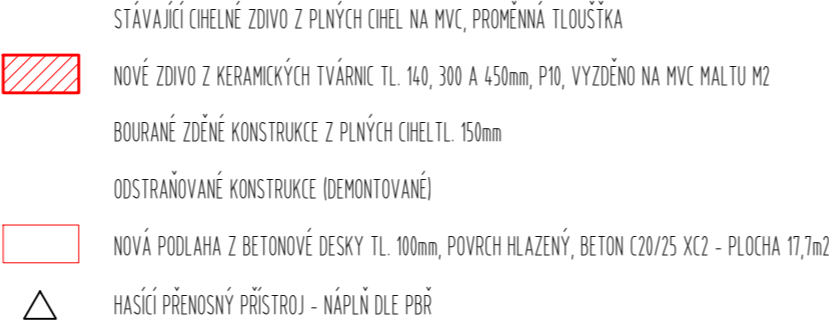 STÁVAJÍCÍ CIHELNÉ ZDIVO Z PLNÝCH CIHEL NA MVC, PROMĚNNÁ TLOUŠŤKA
NOVÉ ZDIVO Z KERAMICKÝCH TVÁRNIC TL. 140, 300 A 450mm, P10, VYZDĚNO NA MVC MALTU M2
BOURANÉ ZDĚNÉ KONSTRUKCE Z PLNÝCH CIHELTL. 150mm
ODSTRAŇOVANÉ KONSTRUKCE (DEMONTOVANÉ)
NOVÁ PODLAHA Z BETONOVÉ DESKY TL. 100mm, POVRCH HLAZENÝ, BETON C20/25 XC2 - PLOCHA 17,7m2
HASÍCÍ PŘENOSNÝ PŘÍSTROJ - NÁPLŇ DLE PBŘ